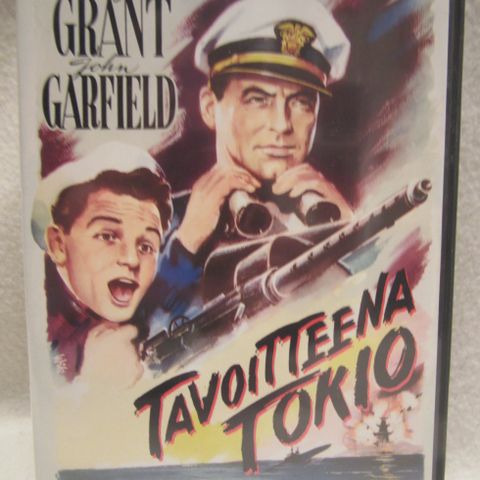 GRANT
John
GARFIELD
TAVOITTEENA
TOKIO